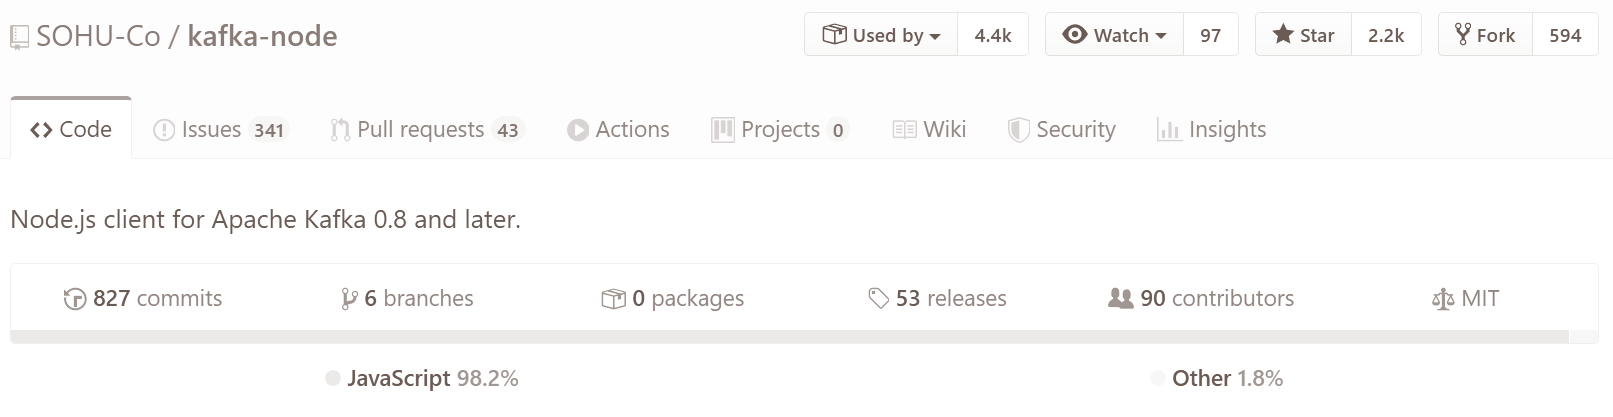 SOHU-Co / kafka-node Used by 4.4k Watch 97 Star 2.2k Fork 594
Code Issues 341 Pull requests 43 Actions Projects 0 Wiki Security Insights
Node.js client for Apache Kafka 0.8 and later.
827 commits 6 branches 0 packages 53 releases 90 contributors MIT
JavaScript 98.2% Other 1.8%